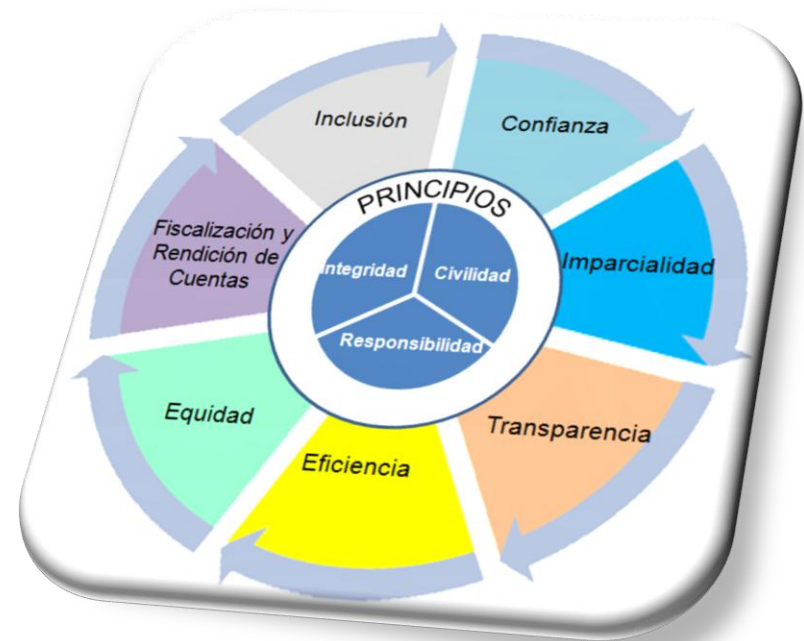 Inclusión
Confianza
PRINCIPIOS
Fiscalización y
Rendición de
Cuentas
Integridad
Civilidad
Imparcialidad
Responsibilidad
Equidad
Transparencia
Eficiencia